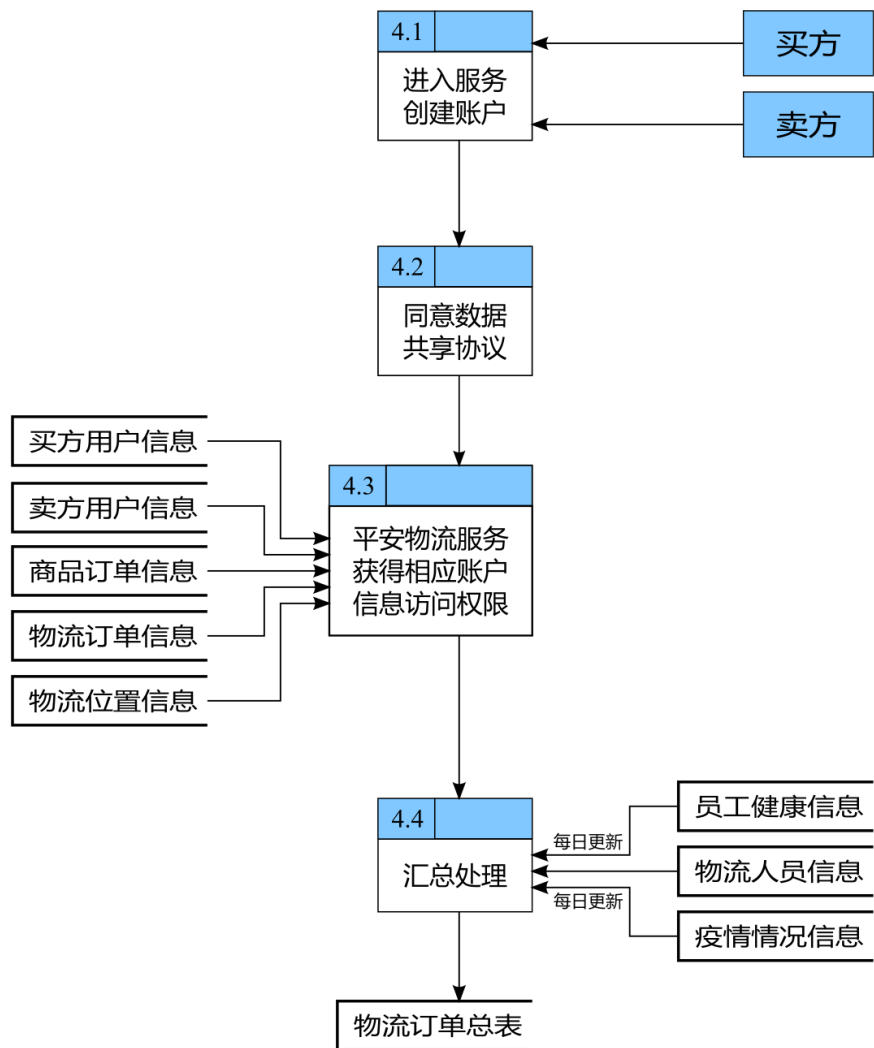 4.1
进入服务
创建账户
买方
卖方
4.2
同意数据
共享协议
买方用户信息
卖方用户信息
商品订单信息
物流订单信息
物流位置信息
4.3
平安物流服务
获得相应账户
信息访问权限
4.4
汇总处理
每日更新
每日更新
员工健康信息
物流人员信息
疫情情况信息
物流订单总表